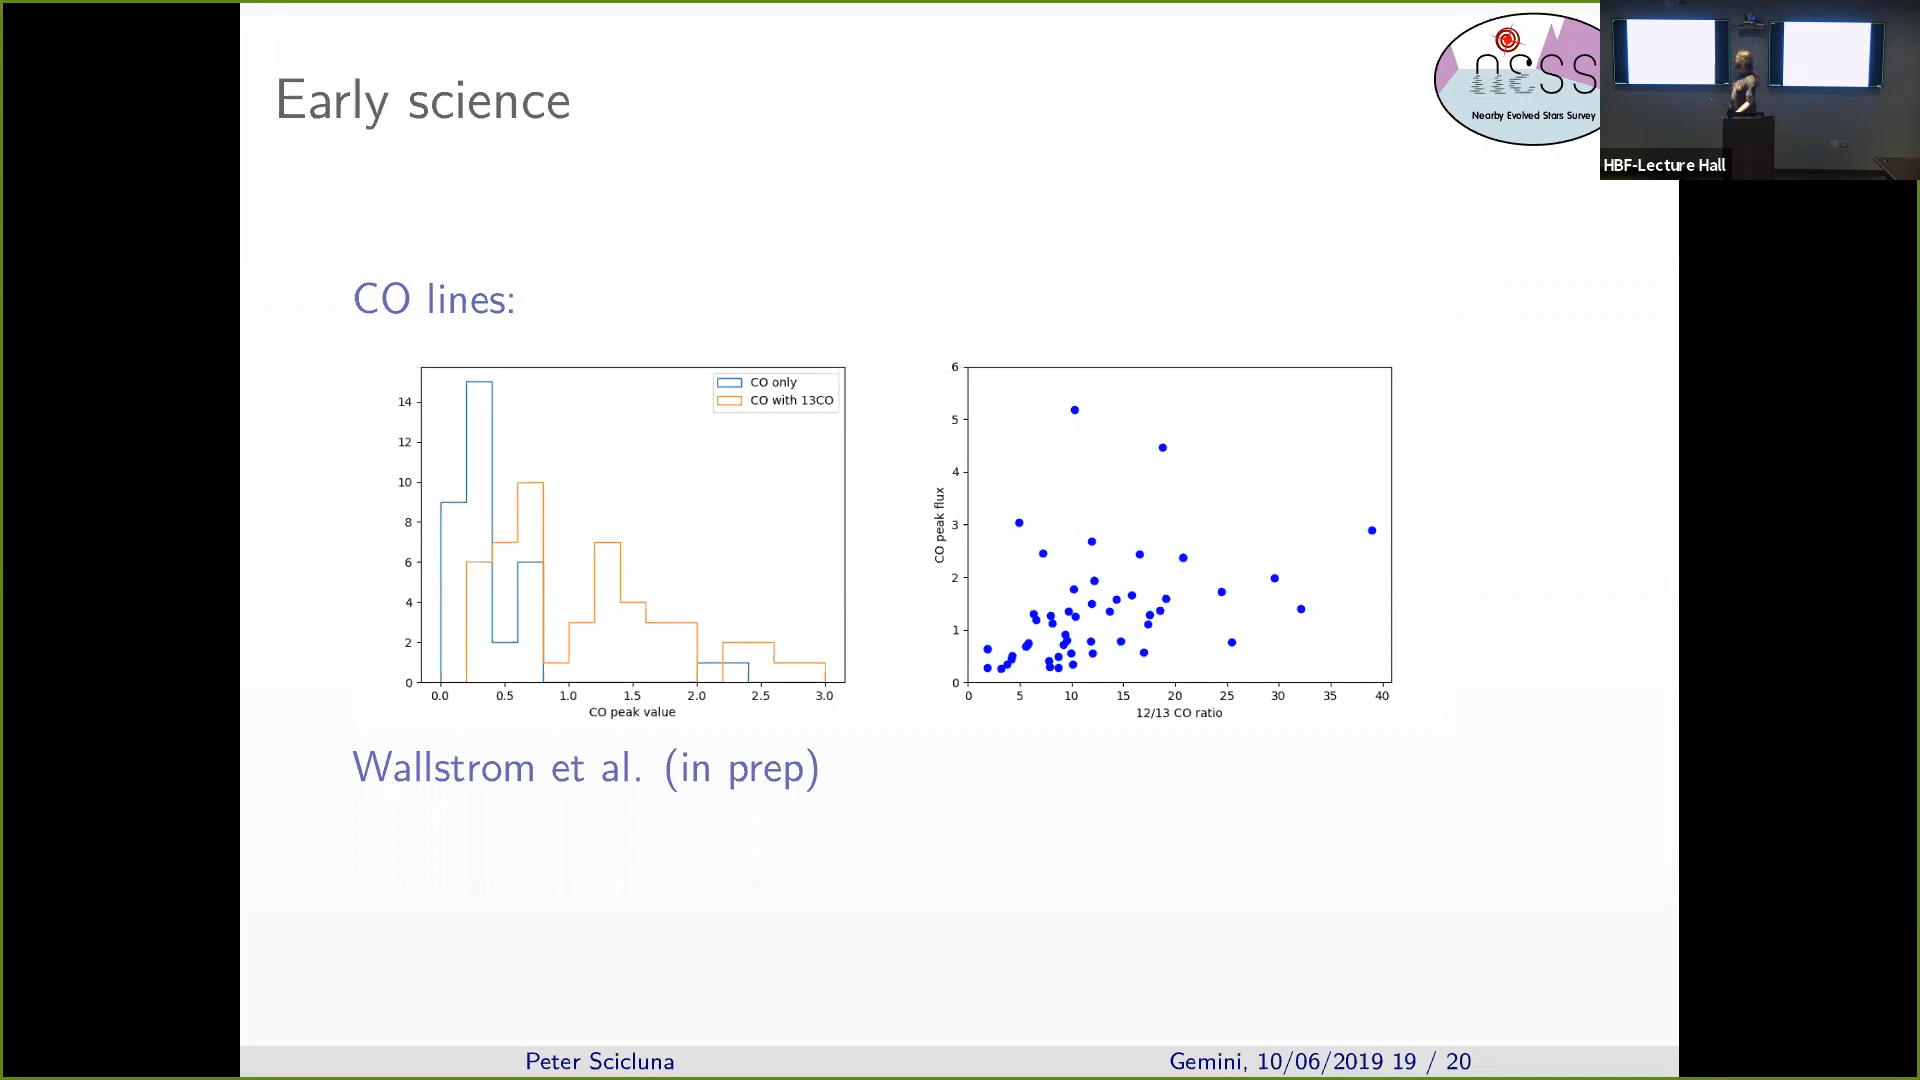 Early science
ness
Nearby Evolved Stars Survey
HBF-Lecture Hall
CO lines:
CO only
CO with 13CO
14
12
10
8
6
4
2
0
0.0 0.5 1.0 1.5 2.0 2.5 3.0
CO peak value
6
5
4
3
2
1
0
CO peak flux
0 5 10 15 20 25 30 35 40
12/13 CO ratio
Wallstrom et al. (in prep)
Peter Scicluna
Gemini, 10/06/2019 19 / 20